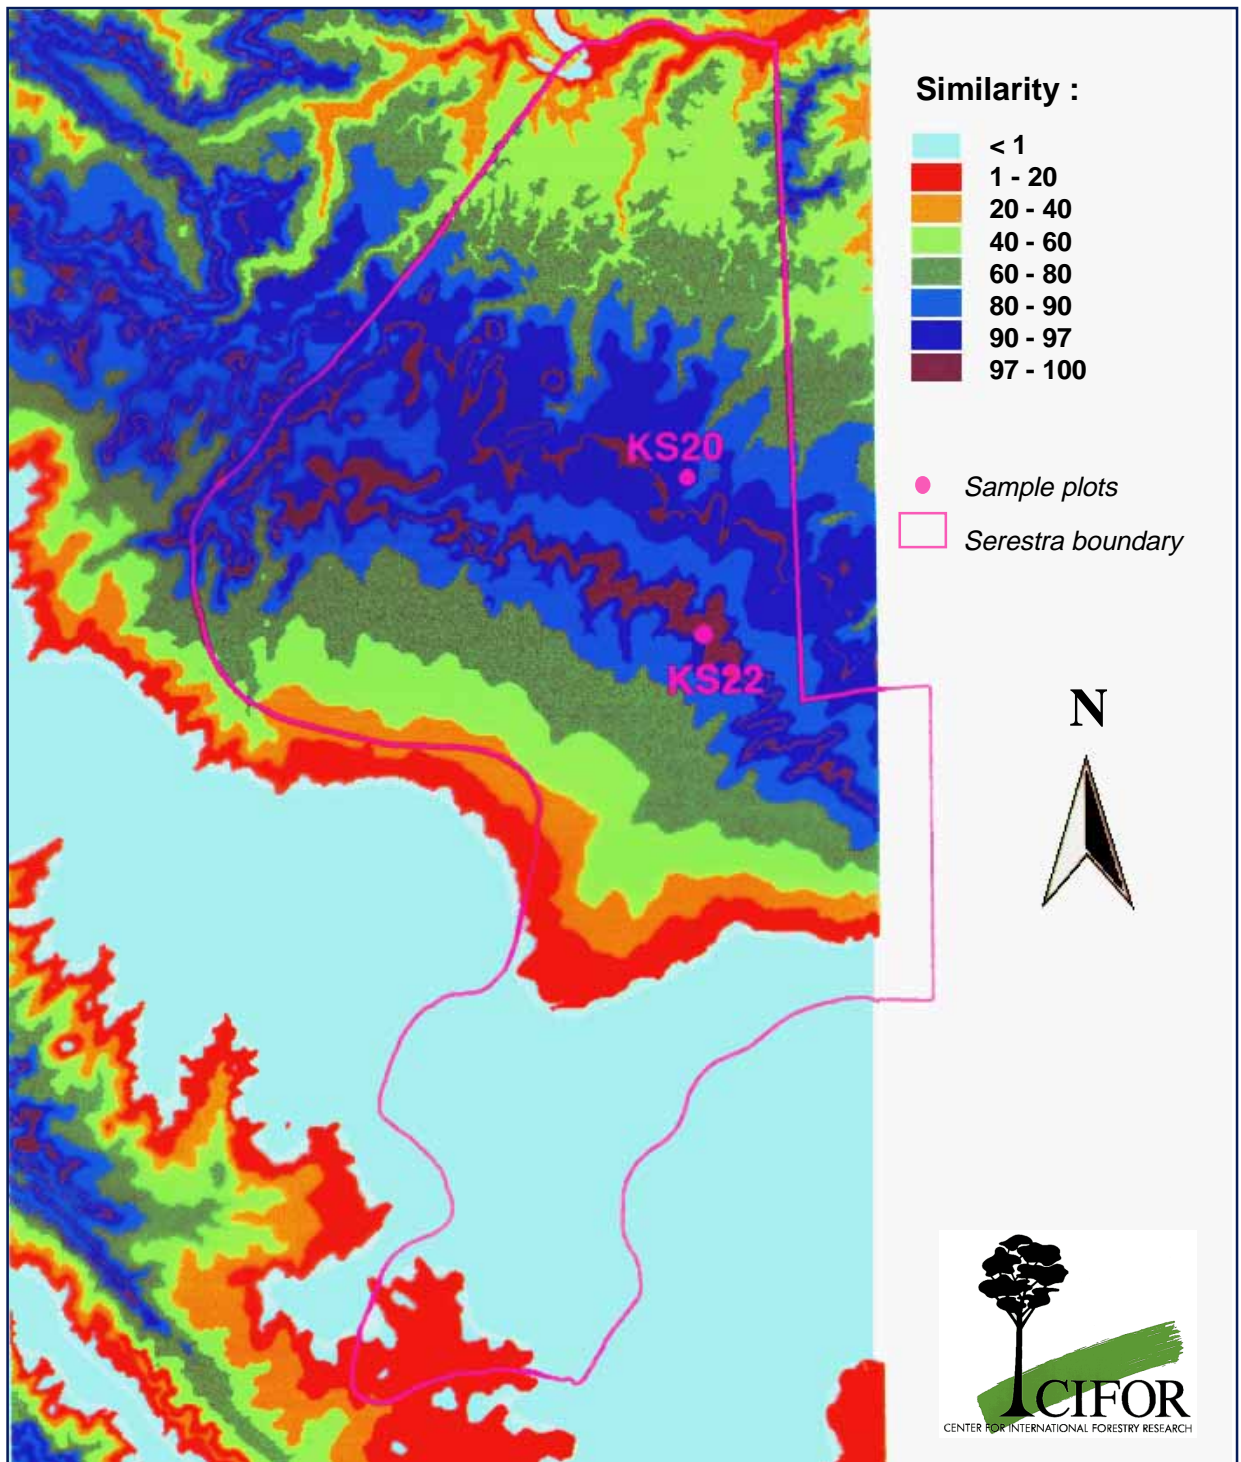 Similarity :
< 1
1 - 20
20 - 40
40 - 60
60 - 80
80 - 90
90 - 97
97 - 100
KS20
Sample plots
Serestra boundary
KS22
N
CIFOR
CENTER FOR INTERNATIONAL FORESTRY RESEARCH